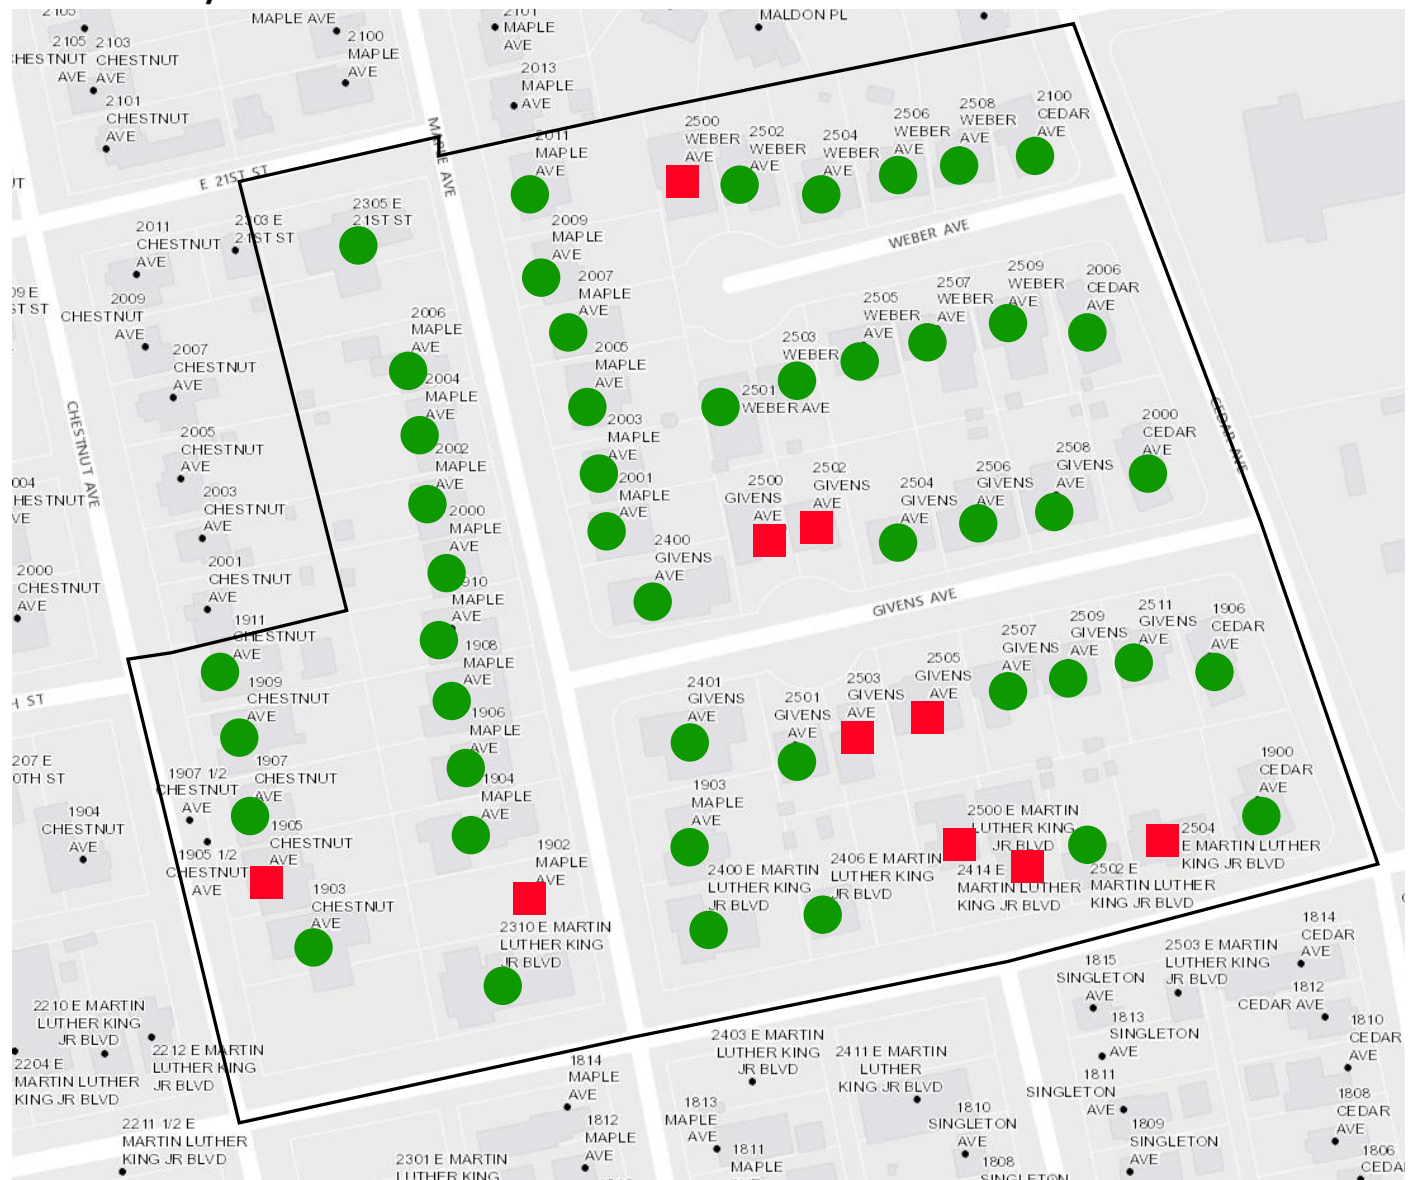 2105
MAPLE AVE
2101
MAPLE
AVE
MALDON PL
2105
CHESTNUT
AVE
2103
CHESTNUT
AVE
2100
MAPLE
AVE
2013
MAPLE
AVE
2101
CHESTNUT
AVE
E 21ST ST
MAPLE AVE
2011
MAPLE
AVE
2500
WEBER
AVE
2502
WEBER
AVE
2504
WEBER
AVE
2506
WEBER
AVE
2508
WEBER
AVE
2100
CEDAR
AVE
2011
CHESTNUT
AVE
2303 E
21ST ST
2305 E
21ST ST
2009
MAPLE
AVE
WEBER AVE
09 E
ST ST
2009
CHESTNUT
AVE
2007
CHESTNUT
AVE
2006
MAPLE
AVE
2007
MAPLE
AVE
2503
WEBER
2505
WEBER
AVE
2507
WEBER
AVE
2509
WEBER
AVE
2006
CEDAR
AVE
2004
MAPLE
AVE
2005
MAPLE
AVE
2501
WEBER AVE
CHESTNUT AVE
2005
CHESTNUT
AVE
2002
MAPLE
AVE
2003
MAPLE
AVE
2000
CEDAR
AVE
CEDAR AVE
004
HESTNUT
VE
2003
CHESTNUT
AVE
2000
MAPLE
AVE
2001
MAPLE
AVE
2500
GIVENS
AVE
2502
GIVENS
AVE
2504
GIVENS
AVE
2506
GIVENS
AVE
2508
GIVENS
AVE
2000
CHESTNUT
AVE
2001
CHESTNUT
AVE
910
MAPLE
AVE
2400
GIVENS
AVE
GIVENS AVE
1911
CHESTNUT
AVE
1908
MAPLE
AVE
2507
GIVENS
AVE
2509
GIVENS
AVE
2511
GIVENS
AVE
1906
CEDAR
AVE
H ST
1909
CHESTNUT
AVE
1906
MAPLE
AVE
2401
GIVENS
AVE
2501
GIVENS
AVE
2503
GIVENS
AVE
2505
GIVENS
AVE
207 E
0TH ST
1907 1/2
CHESTNUT
AVE
1907
CHESTNUT
AVE
1904
MAPLE
AVE
1903
MAPLE
AVE
1900
CEDAR
AVE
1904
CHESTNUT
AVE
1905 1/2
CHESTNUT
AVE
1905
CHESTNUT
AVE
1902
MAPLE
AVE
2400 E MARTIN
LUTHER KING
JR BLVD
2406 E MARTIN
LUTHER KING
JR BLVD
2500 E MARTIN
LUTHER KING
JR BLVD
2414 E
MARTIN LUTHER
KING JR BLVD
2502 E
MARTIN LUTHER
KING JR BLVD
2504
E MARTIN LUTHER
KING JR BLVD
1903
CHESTNUT
AVE
2310 E MARTIN
LUTHER KING
JR BLVD
2210 E MARTIN
LUTHER KING
JR BLVD
2204 E
MARTIN LUTHER
KING JR BLVD
2212 E MARTIN
LUTHER KING
JR BLVD
2211 1/2 E
MARTIN LUTHER
KING JR BLVD
1814
MAPLE
AVE
2403 E MARTIN
LUTHER KING
JR BLVD
2411 E MARTIN
LUTHER
KING JR BLVD
1815
SINGLETON
AVE
2503 E MARTIN
LUTHER KING
JR BLVD
1814
CEDAR
AVE
1812
CEDAR AVE
1813
SINGLETON
AVE
1810
CEDAR
AVE
1812
MAPLE
AVE
1813
MAPLE
AVE
1811
SINGLETON
AVE
1808
CEDAR
AVE
1810
SINGLETON
AVE
1809
SINGLETON
AVE
2301 E MARTIN
LUTHER KING
1811
MAPLE
1808
SINGLETON
1806
CEDA